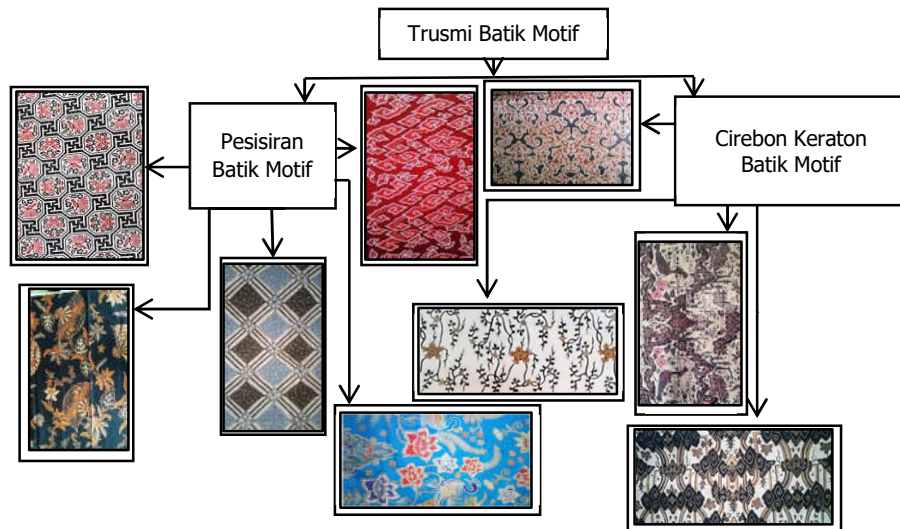 Trusmi Batik Motif
Pesisiran
Batik Motif
Cirebon Keraton
Batik Motif